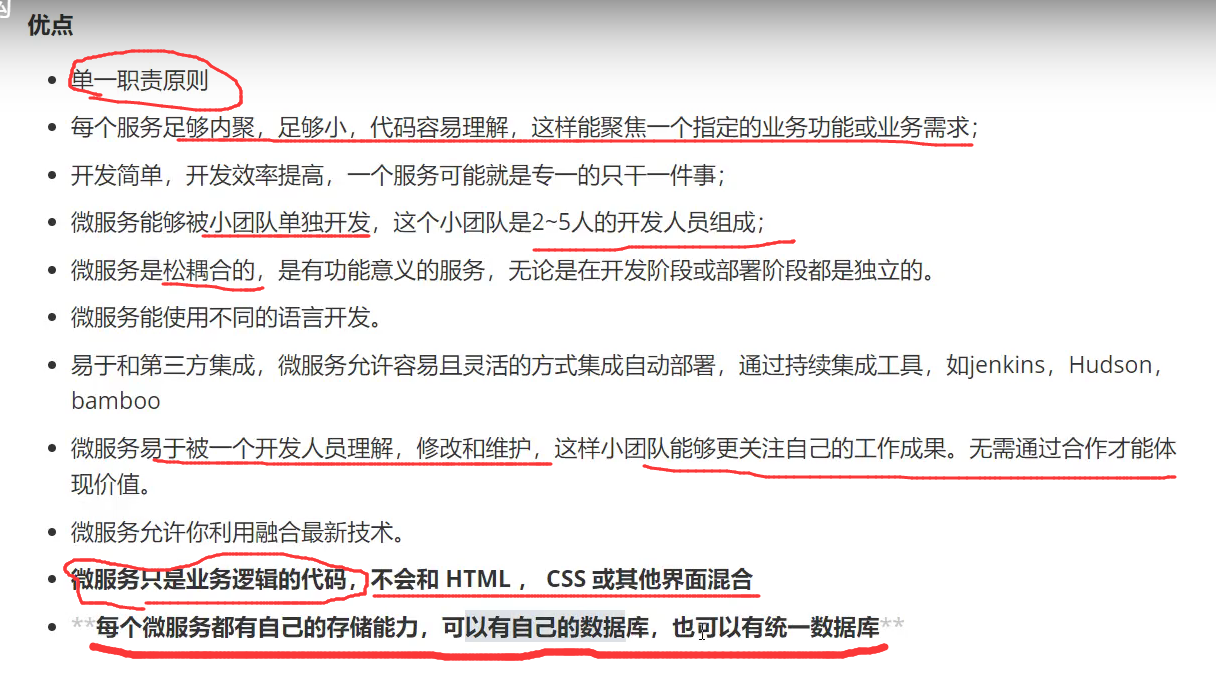 优点
单一职责原则
每个服务足够内聚，足够小，代码容易理解，这样能聚焦一个指定的业务功能或业务需求；
开发简单，开发效率提高，一个服务可能就是专一的只干一件事；
微服务能够被小团队单独开发，这个小团队是2~5人的开发人员组成；
微服务是松耦合的，是有功能意义的服务，无论是在开发阶段或部署阶段都是独立的。
微服务能使用不同的语言开发。
易于和第三方集成，微服务允许容易且灵活的方式集成自动部署，通过持续集成工具，如jenkins，Hudson，
bamboo
微服务易于被一个开发人员理解，修改和维护，这样小团队能够更关注自己的工作成果。无需通过合作才能体
现价值。
微服务允许你利用融合最新技术。
微服务只是业务逻辑的代码，不会和 HTML ， CSS 或其他界面混合
**每个微服务都有自己的存储能力，可以有自己的数据库，也可以有统一数据库**